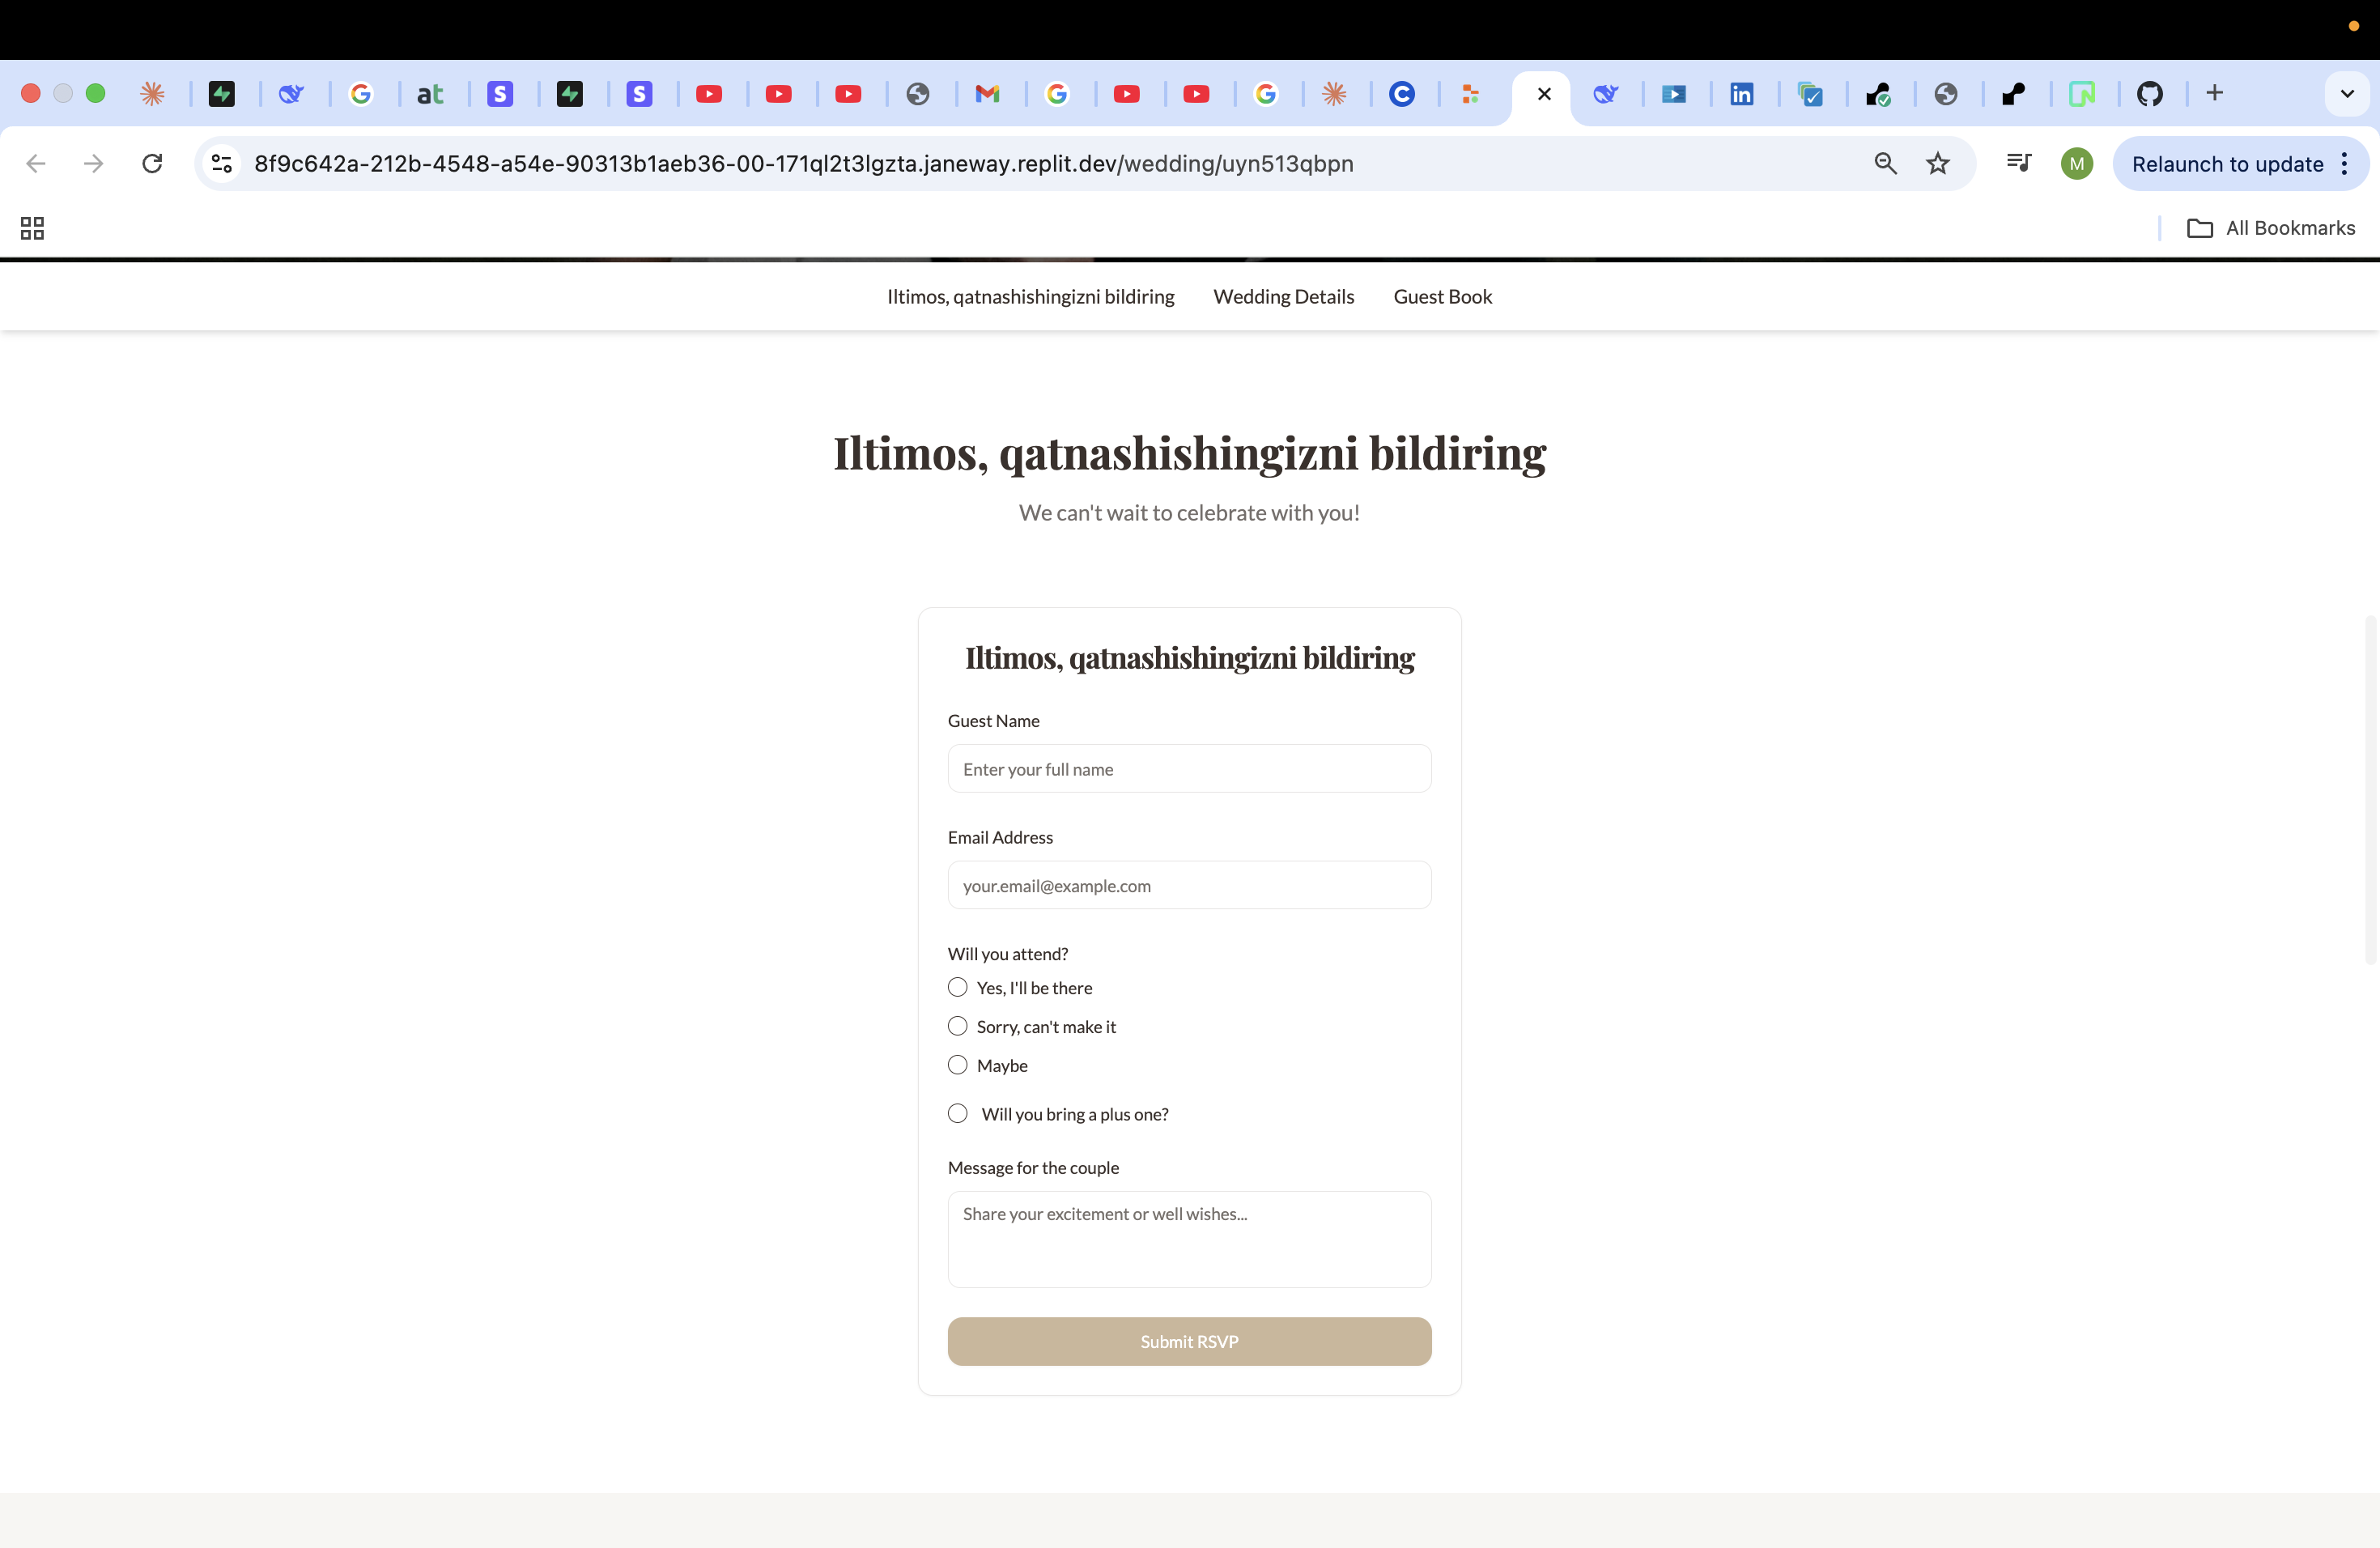 8f9c642a-212b-4548-a54e-90313b1aeb36-00-171ql2t3lgzta.janeway.replit.dev/wedding/uyn513qbpn
M
Relaunch to update
All Bookmarks
Iltimos, qatnashishingizni bildiring
Wedding Details
Guest Book
Iltimos, qatnashishingizni bildiring
We can't wait to celebrate with you!
Iltimos, qatnashishingizni bildiring
Guest Name
Enter your full name
Email Address
your.email@example.com
Will you attend?
Yes, I'll be there
Sorry, can't make it
Maybe
Will you bring a plus one?
Message for the couple
Share your excitement or well wishes...
Submit RSVP